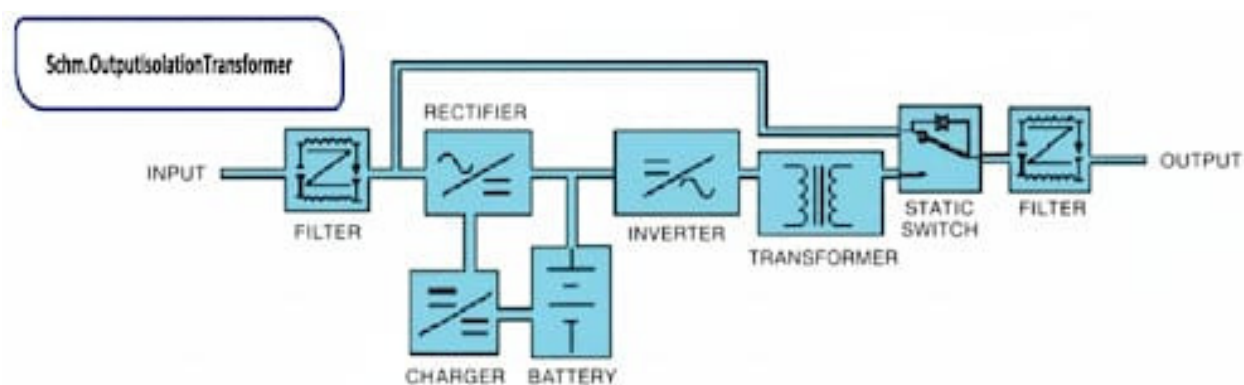 Schm.OutputIsolationTransformer
RECTIFIER
INPUT
OUTPUT
FILTER
INVERTER
TRANSFORMER
STATIC
SWITCH
FILTER
CHARGER
BATTERY